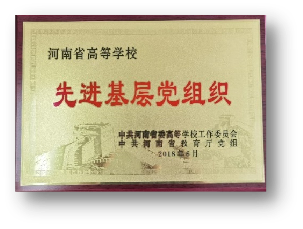 河南省高等学校
先进基层党组织
中共河南省委高等学校工作委员会
中共河南省教育厅党组
2018年6月